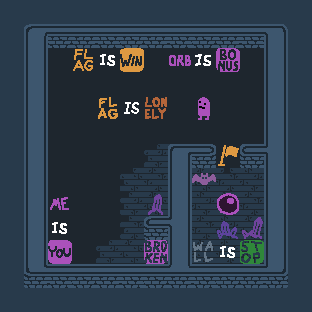 FLAG IS WIN
ORB IS BONUS
FLAG IS LONELY
ME
IS
YOU
BROKEN
WALL IS STOP